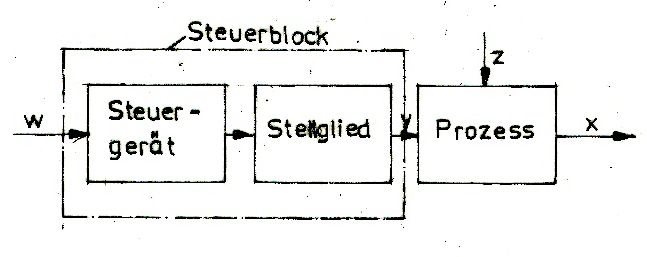 Steuerblock
z
w
Steuer-
gerät
Stellglied
y
Prozess
x